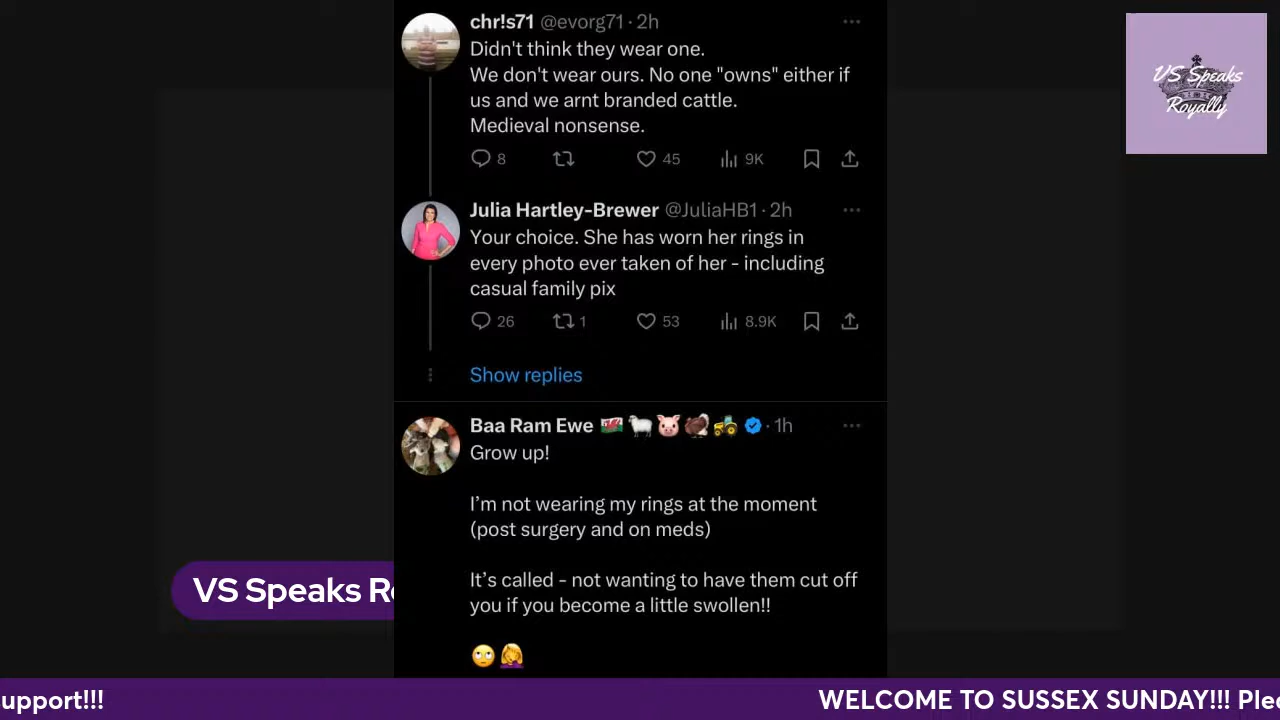 chr!s71 @evorg71 · 2h
Didn't think they wear one.
We don't wear ours. No one "owns" either if
us and we arnt branded cattle.
Medieval nonsense.
8 45 9K
Julia Hartley-Brewer @JuliaHB1 · 2h
Your choice. She has worn her rings in
every photo ever taken of her - including
casual family pix
26 1 53 8.9K
Show replies
Baa Ram Ewe · 1h
Grow up!
I’m not wearing my rings at the moment
(post surgery and on meds)
It’s called - not wanting to have them cut off
you if you become a little swollen!!
VS Speaks
Royally
VS Speaks R
upport!!!
WELCOME TO SUSSEX SUNDAY!!! Ple